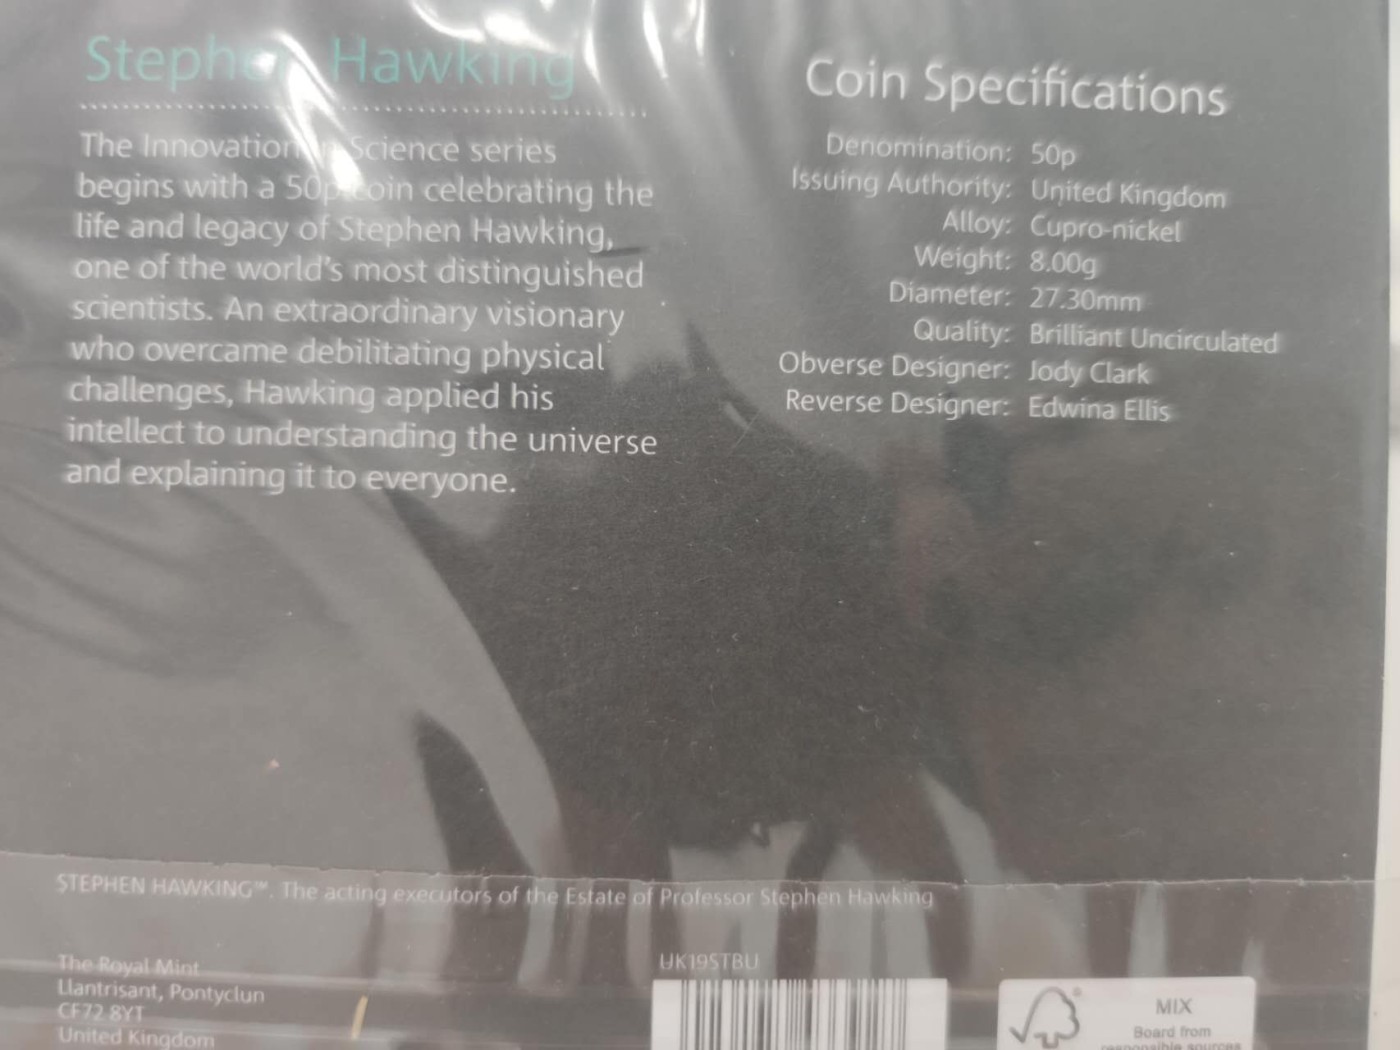 Stephen Hawking
The Innovation in Science series
begins with a 50p coin celebrating the
life and legacy of Stephen Hawking,
one of the world's most distinguished
scientists. An extraordinary visionary
who overcame debilitating physical
challenges, Hawking applied his
intellect to understanding the universe
and explaining it to everyone.
Coin Specifications
Denomination: 50p
Issuing Authority: United Kingdom
Alloy: Cupro-nickel
Weight: 8.00g
Diameter: 27.30mm
Quality: Brilliant Uncirculated
Obverse Designer: Jody Clark
Reverse Designer: Edwina Ellis
STEPHEN HAWKING™. The acting executors of the Estate of Professor Stephen Hawking
The Royal Mint
Llantrisant, Pontyclun
CF72 8YT
United Kingdom
UK19STBU
MIX
Board from
responsible sources